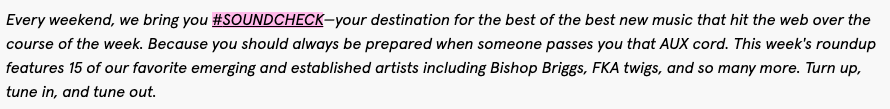 Every weekend, we bring you #SOUNDCHECK—your destination for the best of the best new music that hit the web over the
course of the week. Because you should always be prepared when someone passes you that AUX cord. This week's roundup
features 15 of our favorite emerging and established artists including Bishop Briggs, FKA twigs, and so many more. Turn up,
tune in, and tune out.